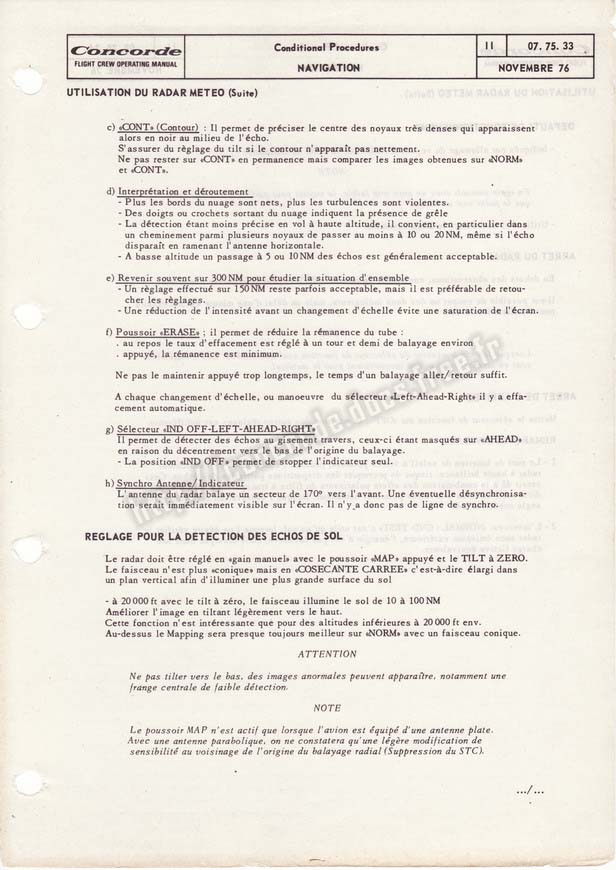 Concorde
FLIGHT CREW OPERATING MANUAL
Conditional Procedures
NAVIGATION
II
07. 75. 33
NOVEMBRE 76
UTILISATION DU RADAR METEO (Suite)
c) «CONT» (Contour) : Il permet de préciser le centre des noyaux très denses qui apparaissent
alors en noir au milieu de l'écho.
S'assurer du règlage du tilt si le contour n'apparaît pas nettement.
Ne pas rester sur «CONT» en permanence mais comparer les images obtenues sur «NORM»
et «CONT».
d) Interprétation et déroutement
- Plus les bords du nuage sont nets, plus les turbulences sont violentes.
- Des doigts ou crochets sortant du nuage indiquent la présence de grêle
- La détection étant moins précise en vol à haute altitude, il convient, en particulier dans
un cheminement parmi plusieurs noyaux de passer au moins à 10 ou 20 NM, même si l'écho
disparaît en ramenant l'antenne horizontale.
- A basse altitude un passage à 5 ou 10 NM des échos est généralement acceptable.
e) Revenir souvent sur 300 NM pour étudier la situation d'ensemble
- Un règlage effectué sur 150 NM reste parfois acceptable, mais il est préférable de retou-
cher les règlages.
- Une réduction de l'intensité avant un changement d'échelle évite une saturation de l'écran.
f) Poussoir «ERASE» ; il permet de réduire la rémanence du tube :
. au repos le taux d'effacement est réglé à un tour et demi de balayage environ
. appuyé, la rémanence est minimum.
Ne pas le maintenir appuyé trop longtemps, le temps d'un balayage aller/retour suffit.
A chaque changement d'échelle, ou manoeuvre du sélecteur «Left-Ahead-Right» il y a effa-
cement automatique.
g) Sélecteur «IND OFF-LEFT-AHEAD-RIGHT»
Il permet de détecter des échos au gisement travers, ceux-ci étant masqués sur «AHEAD»
en raison du décentrement vers le bas de l'origine du balayage.
- La position «IND OFF» permet de stopper l'indicateur seul.
h) Synchro Antenne/Indicateur
L'antenne du radar balaye un secteur de 170° vers l'avant. Une éventuelle désynchronisa-
tion serait immédiatement visible sur l'écran. Il n'y a donc pas de ligne de synchro.
REGLAGE POUR LA DETECTION DES ECHOS DE SOL
Le radar doit être réglé en «gain manuel» avec le poussoir «MAP» appuyé et le TILT à ZERO.
Le faisceau n'est plus «conique» mais en «COSECANTE CARREE» c'est-à-dire élargi dans
un plan vertical afin d'illuminer une plus grande surface du sol
- à 20 000 ft avec le tilt à zéro, le faisceau illumine le sol de 10 à 100 NM
Améliorer l'image en tiltant légèrement vers le haut.
Cette fonction n'est intéressante que pour des altitudes inférieures à 20 000 ft env.
Au-dessus le Mapping sera presque toujours meilleur sur «NORM» avec un faisceau conique.
ATTENTION
Ne pas tilter vers le bas, des images anormales peuvent apparaître, notamment une
frange centrale de faible détection.
NOTE
Le poussoir MAP n'est actif que lorsque l'avion est équipé d'une antenne plate.
Avec une antenne parabolique, on ne constatera qu'une légère modification de
sensibilité au voisinage de l'origine du balayage radial (Suppression du STC).
.../...